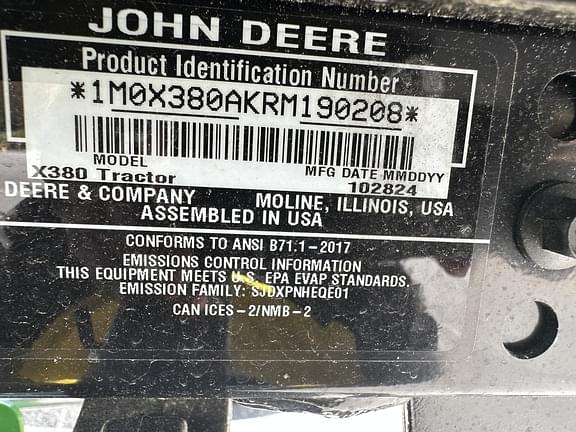 JOHN DEERE
Product Identification Number
*1M0X380AKRM190208*
MODEL MFG DATE MMDDYY
X380 Tractor 102824
DEERE & COMPANY MOLINE, ILLINOIS, USA
ASSEMBLED IN USA
CONFORMS TO ANSI B71.1-2017
EMISSIONS CONTROL INFORMATION
THIS EQUIPMENT MEETS U.S. EPA EVAP STANDARDS.
EMISSION FAMILY: SJDXPNHEQE01
CAN ICES-2/NMB-2